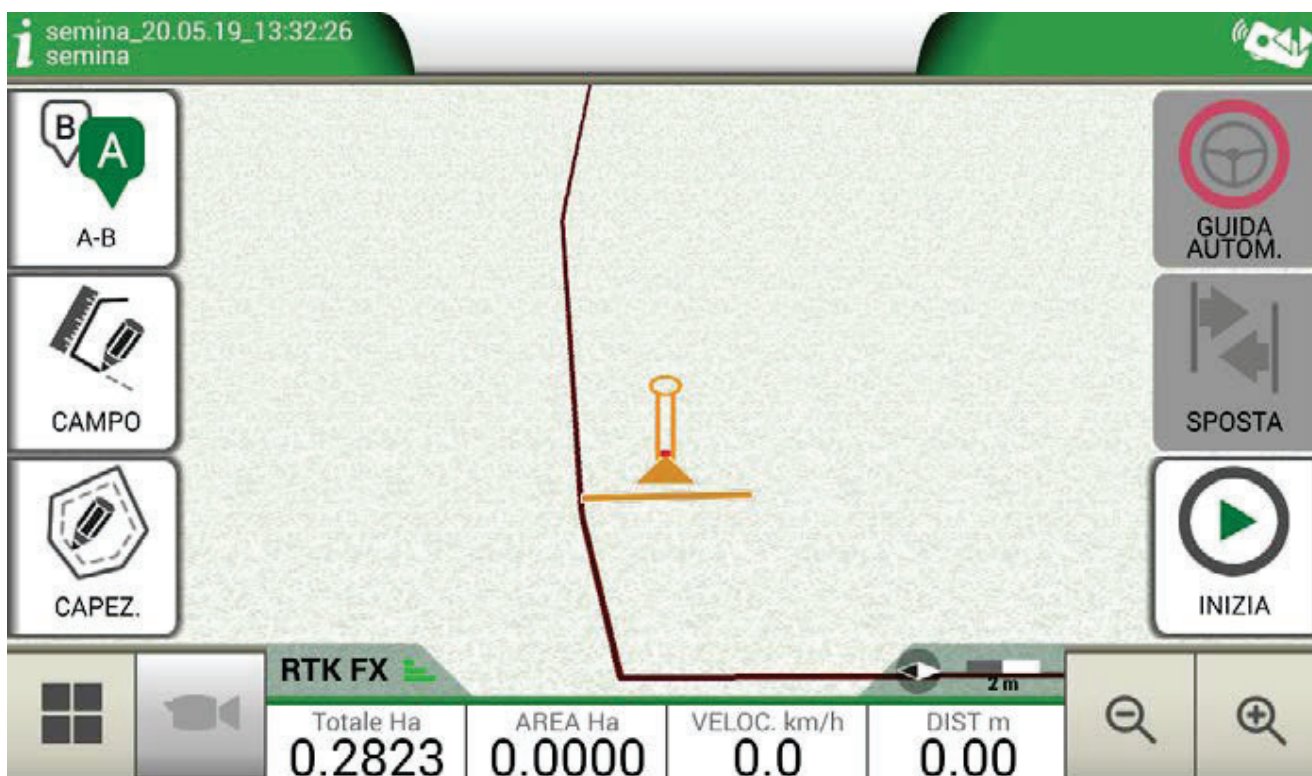 semina_20.05.19_13:32:26
semina
B
A
A-B
CAMPO
CAPEZ.
GUIDA
AUTOM.
SPOSTA
INIZIA
RTK FX
2 m
Totale Ha
0.2823
AREA Ha
0.0000
VELOC. km/h
0.0
DIST m
0.00